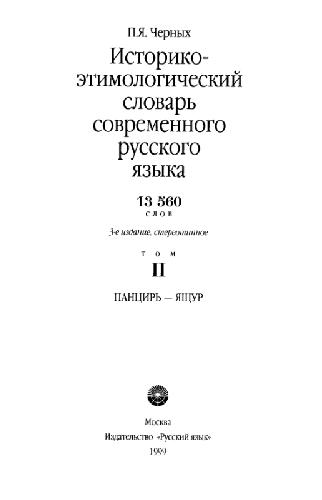 П.Я. Черных
Историко-
этимологический
словарь
современного
русского
языка
13 560
слов
3-е издание, стереотипное
том
II
ПАНЦИРЬ — ЯЩУР
Москва
Издательство «Русский язык»
1999